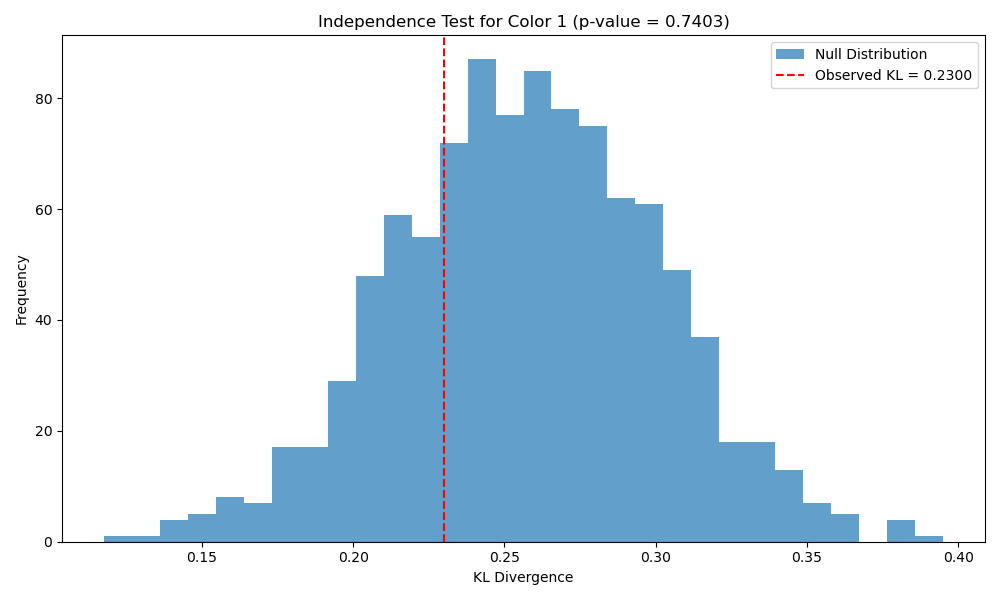 Independence Test for Color 1 (p-value = 0.7403)
Null Distribution
Observed KL = 0.2300
Frequency
80
60
40
20
0
0.15 0.20 0.25 0.30 0.35 0.40
KL Divergence